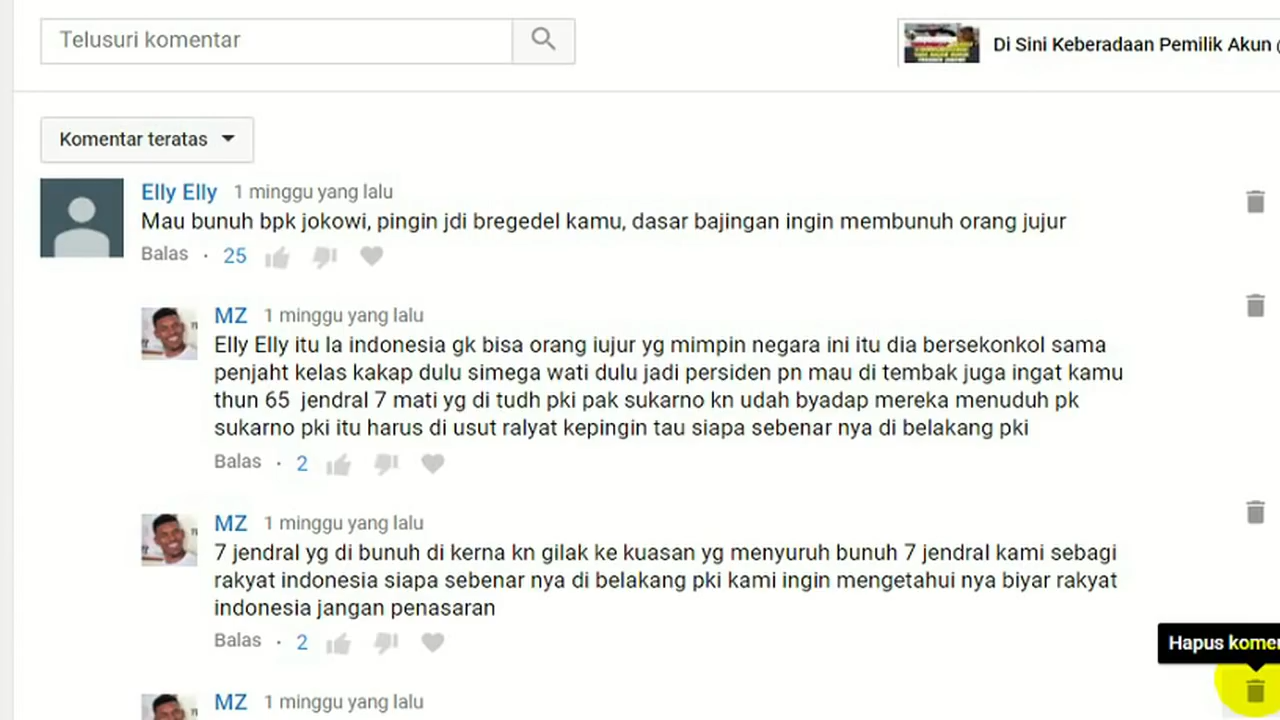 Telusuri komentar
Di Sini Keberadaan Pemilik Akun
Komentar teratas
Elly Elly 1 minggu yang lalu
Mau bunuh bpk jokowi, pingin jdi bregedel kamu, dasar bajingan ingin membunuh orang jujur
Balas · 25
MZ 1 minggu yang lalu
Elly Elly itu la indonesia gk bisa orang iujur yg mimpin negara ini itu dia bersekonkol sama
penjaht kelas kakap dulu simega wati dulu jadi persiden pn mau di tembak juga ingat kamu
thun 65 jendral 7 mati yg di tudh pki pak sukarno kn udah byadap mereka menuduh pk
sukarno pki itu harus di usut ralyat kepingin tau siapa sebenar nya di belakang pki
Balas · 2
MZ 1 minggu yang lalu
7 jendral yg di bunuh di kerna kn gilak ke kuasan yg menyuruh bunuh 7 jendral kami sebagi
rakyat indonesia siapa sebenar nya di belakang pki kami ingin mengetahui nya biyar rakyat
indonesia jangan penasaran
Balas · 2
Hapus komen
MZ 1 minggu yang lalu